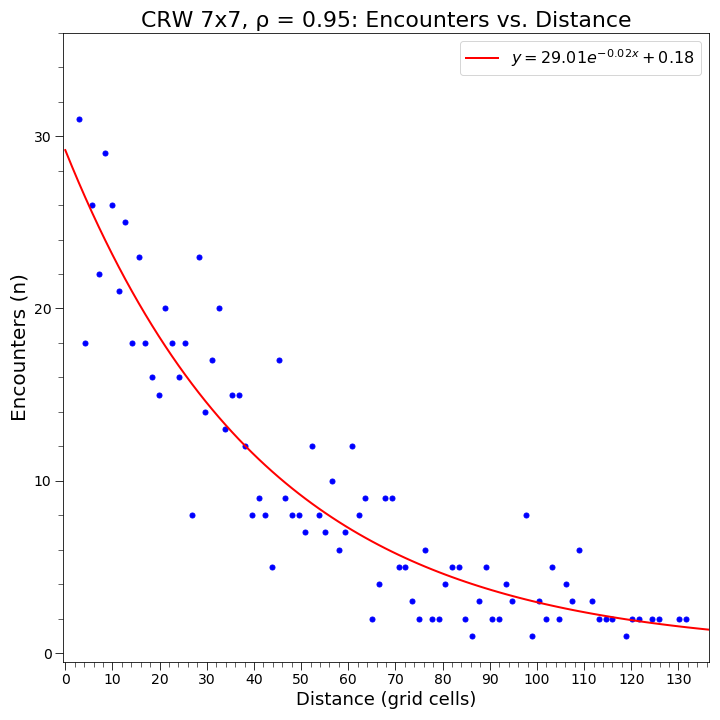 CRW 7x7, ρ = 0.95: Encounters vs. Distance
y = 29.01e^{-0.02x} + 0.18
Encounters (n)
30
20
10
0
0 10 20 30 40 50 60 70 80 90 100 110 120 130
Distance (grid cells)